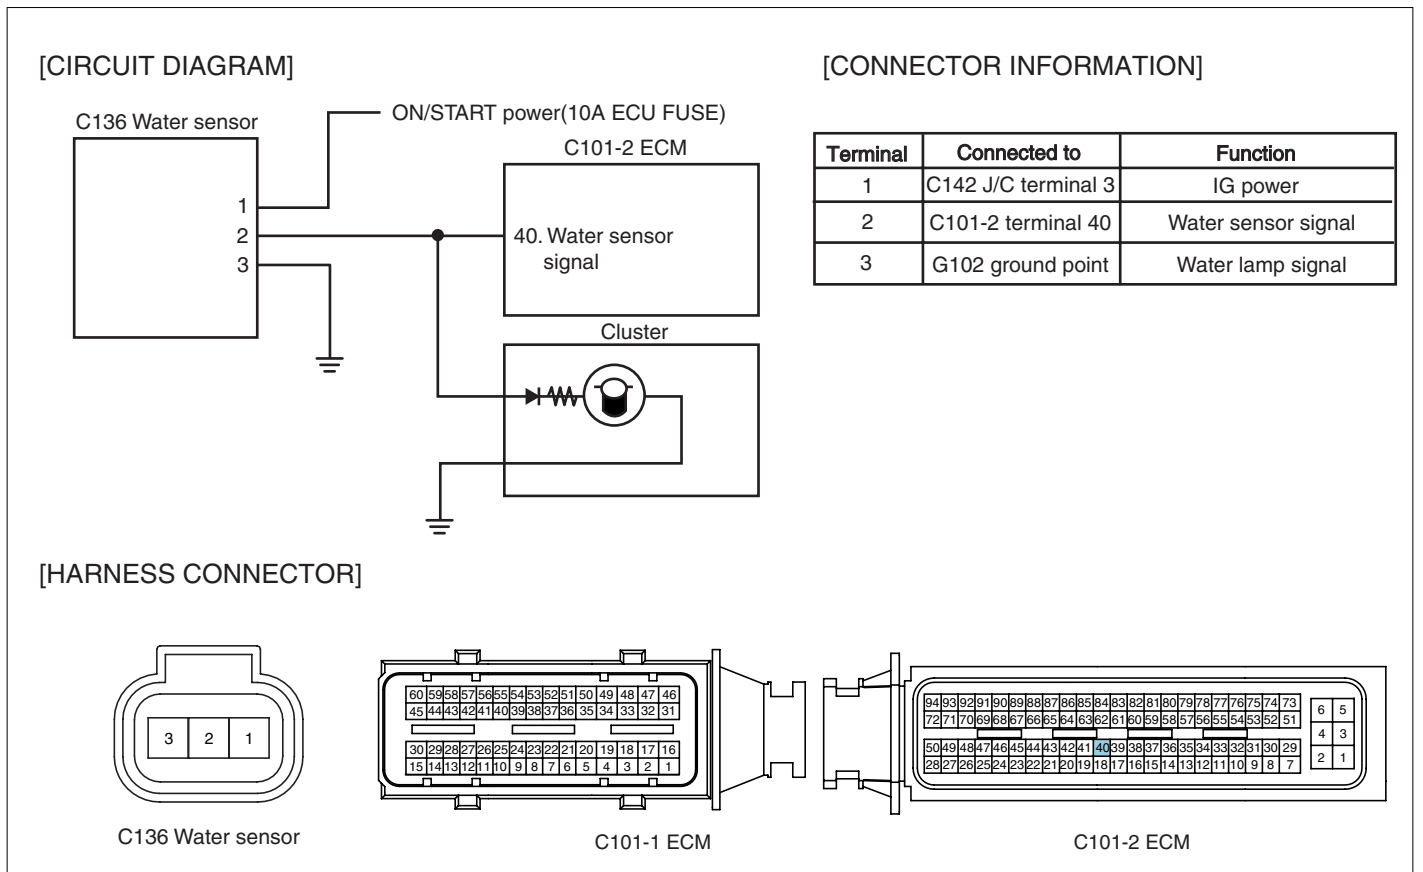 [CIRCUIT DIAGRAM]
C136 Water sensor
ON/START power(10A ECU FUSE)
C101-2 ECM
1
2
3
40. Water sensor
signal
Cluster
[CONNECTOR INFORMATION]
Terminal Connected to Function
1 C142 J/C terminal 3 IG power
2 C101-2 terminal 40 Water sensor signal
3 G102 ground point Water lamp signal
[HARNESS CONNECTOR]
3 2 1
C136 Water sensor
60 59 58 57 56 55 54 53 52 51 50 49 48 47 46
45 44 43 42 41 40 39 38 37 36 35 34 33 32 31
30 29 28 27 26 25 24 23 22 21 20 19 18 17 16
15 14 13 12 11 10 9 8 7 6 5 4 3 2 1
C101-1 ECM
94 93 92 91 90 89 88 87 86 85 84 83 82 81 80 79 78 77 76 75 74 73
72 71 70 69 68 67 66 65 64 63 62 61 60 59 58 57 56 55 54 53 52 51
50 49 48 47 46 45 44 43 42 41 40 39 38 37 36 35 34 33 32 31 30 29
28 27 26 25 24 23 22 21 20 19 18 17 16 15 14 13 12 11 10 9 8 7
6 5
4 3
2 1
C101-2 ECM